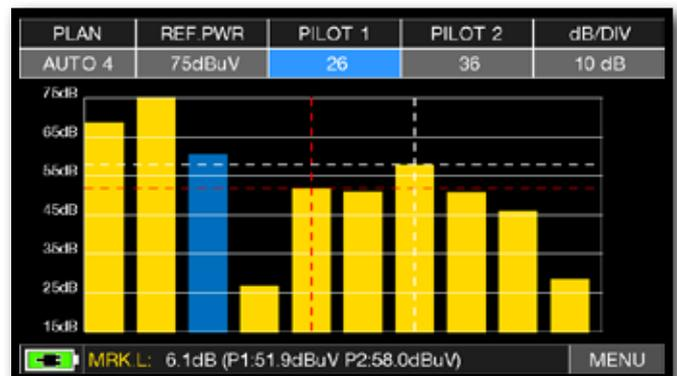 PLAN REF.PWR PILOT 1 PILOT 2 dB/DIV
AUTO 4 75dBuV 26 36 10 dB
75dB
65dB
55dB
45dB
35dB
25dB
15dB
MRK.L: 6.1dB (P1:51.9dBuV P2:58.0dBuV) MENU